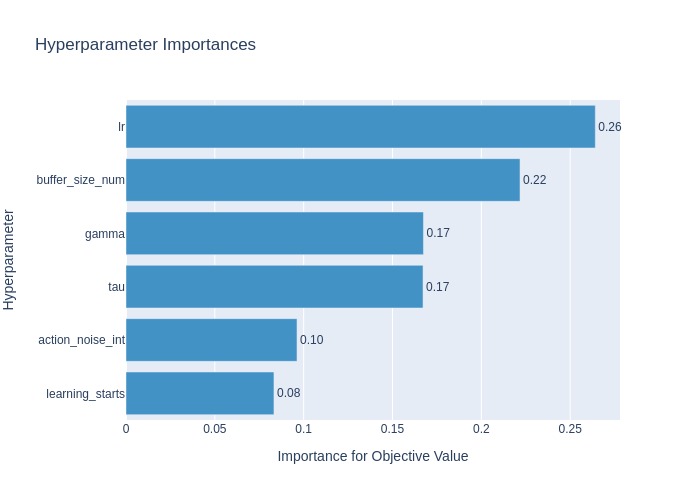 Hyperparameter Importances
Hyperparameter
lr
0.26
buffer_size_num
0.22
gamma
0.17
tau
0.17
action_noise_int
0.10
learning_starts
0.08
0
0.05
0.1
0.15
0.2
0.25
Importance for Objective Value